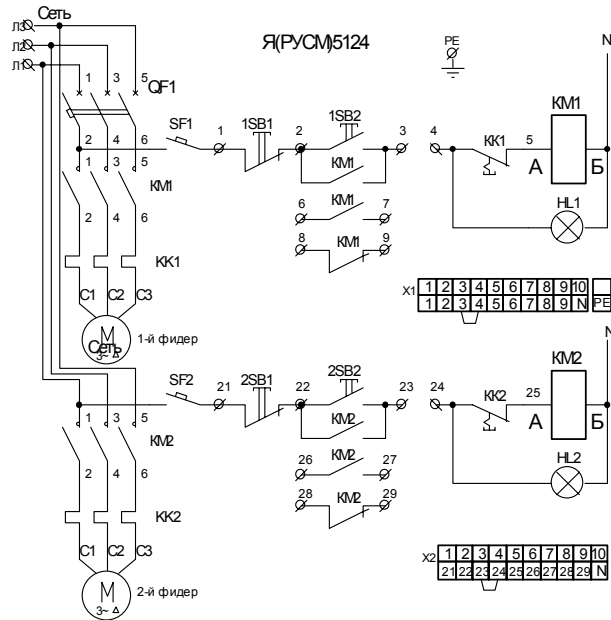 Сеть
Л3
Л2
Л1
Я(РУСМ)5124
PE
N
1 3 5
QF1
КМ1
SF1 1 1SB1 2 1SB2 3 4 КК1 5
2 4 6
А Б
1 3 5
КМ1
КМ1
HL1
2 4 6
6 КМ1 7
8 КМ1 9
КК1
С1 С2 С3
X1
1 2 3 4 5 6 7 8 9 10
1 2 3 4 5 6 7 8 9 N PE
М
3~ Δ
1-й фидер
Сеть
N
КМ2
SF2 21 2SB1 22 2SB2 23 24 КК2 25
А Б
1 3 5
КМ2
КМ2
HL2
2 4 6
26 КМ2 27
28 КМ2 29
КК2
С1 С2 С3
X2
1 2 3 4 5 6 7 8 9 10
21 22 23 24 25 26 27 28 29 N
М
3~ Δ
2-й фидер